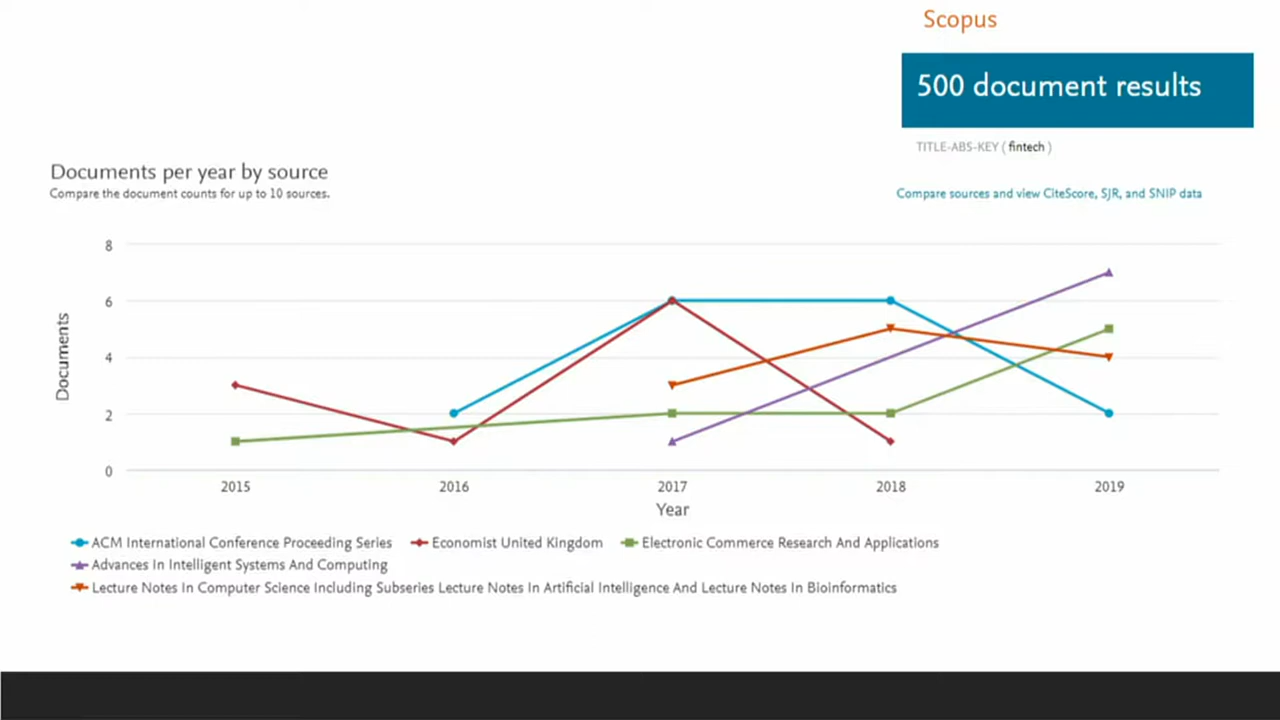 Scopus
500 document results
TITLE-ABS-KEY ( fintech )
Documents per year by source
Compare the document counts for up to 10 sources.
Compare sources and view CiteScore, SJR, and SNIP data
8
6
4
2
0
Documents
2015 2016 2017 2018 2019
Year
ACM International Conference Proceeding Series Economist United Kingdom Electronic Commerce Research And Applications
Advances In Intelligent Systems And Computing
Lecture Notes In Computer Science Including Subseries Lecture Notes In Artificial Intelligence And Lecture Notes In Bioinformatics